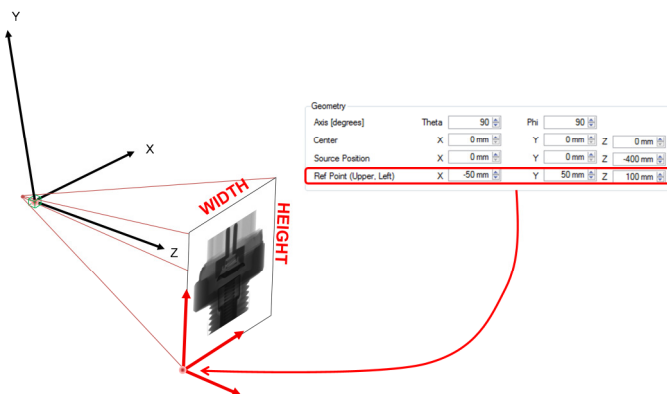 Y
X
Z
WIDTH
HEIGHT
Geometry
Axis [degrees] Theta 90 Phi 90
Center X 0 mm Y 0 mm Z 0 mm
Source Position X 0 mm Y 0 mm Z -400 mm
Ref Point (Upper, Left) X -50 mm Y 50 mm Z 100 mm